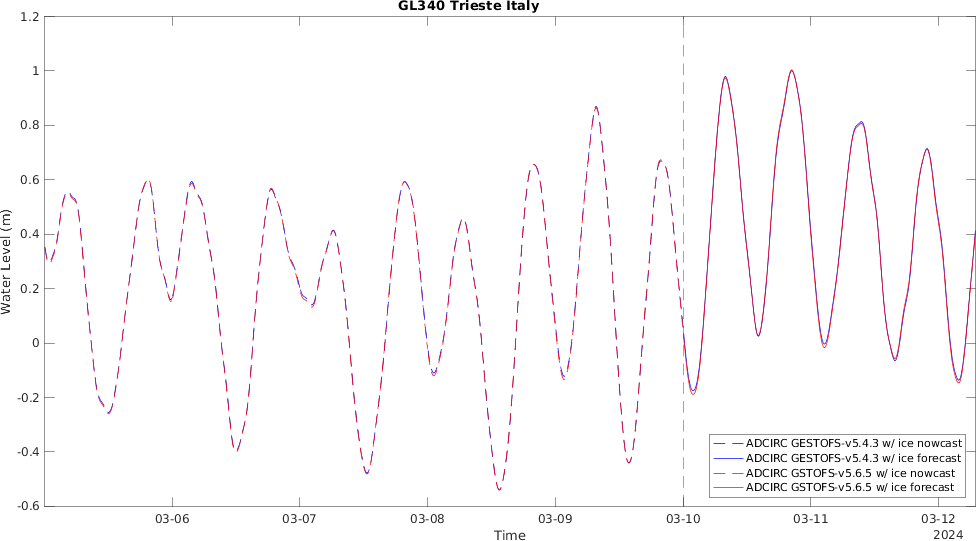 GL340 Trieste Italy
1.2
1
0.8
0.6
0.4
0.2
0
-0.2
-0.4
-0.6
Water Level (m)
03-06 03-07 03-08 03-09 03-10 03-11 03-12
Time
2024
ADCIRC GESTOFS-v5.4.3 w/ ice nowcast
ADCIRC GESTOFS-v5.4.3 w/ ice forecast
ADCIRC GSTOFS-v5.6.5 w/ ice nowcast
ADCIRC GSTOFS-v5.6.5 w/ ice forecast